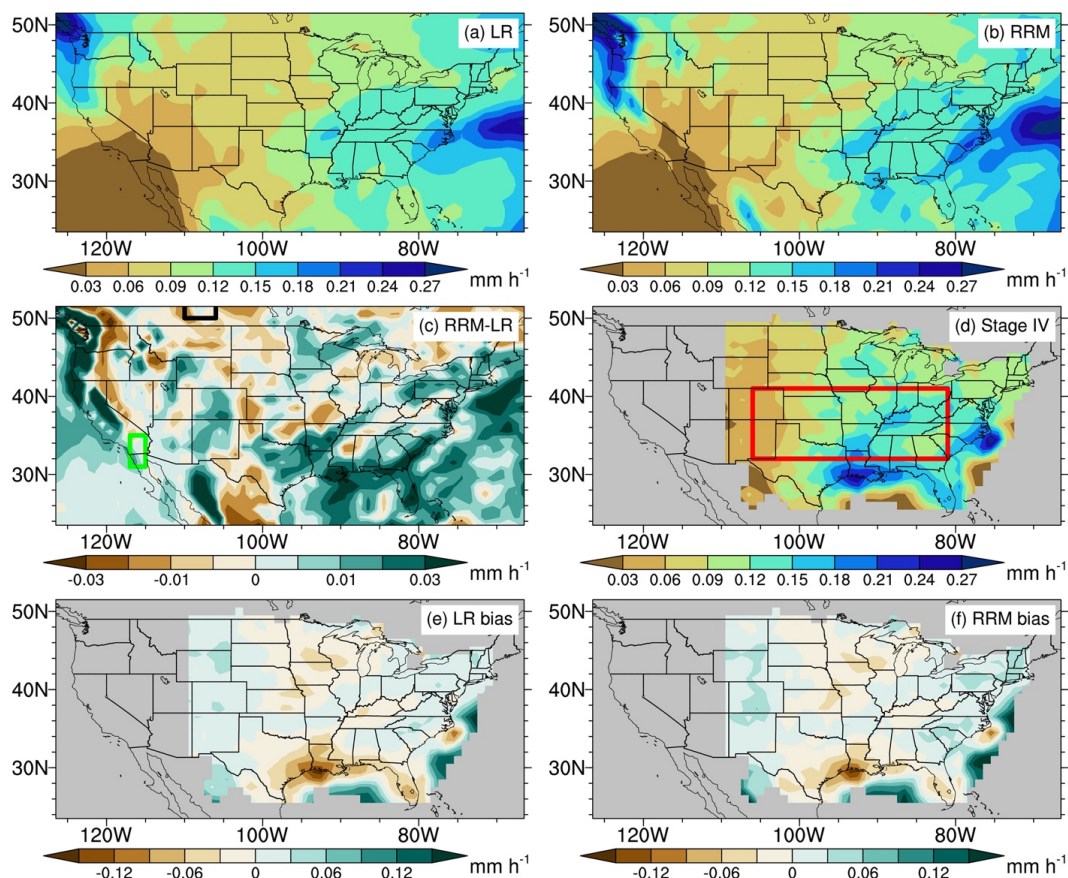 50N
40N
30N
(a) LR
(b) RRM
50N
40N
30N
120W 100W 80W
120W 100W 80W
0.03 0.06 0.09 0.12 0.15 0.18 0.21 0.24 0.27 mm h⁻¹
0.03 0.06 0.09 0.12 0.15 0.18 0.21 0.24 0.27 mm h⁻¹
50N
40N
30N
(c) RRM-LR
(d) Stage IV
50N
40N
30N
120W 100W 80W
120W 100W 80W
-0.03 -0.01 0 0.01 0.03 mm h⁻¹
0.03 0.06 0.09 0.12 0.15 0.18 0.21 0.24 0.27 mm h⁻¹
50N
40N
30N
(e) LR bias
(f) RRM bias
50N
40N
30N
120W 100W 80W
120W 100W 80W
-0.12 -0.06 0 0.06 0.12 mm h⁻¹
-0.12 -0.06 0 0.06 0.12 mm h⁻¹